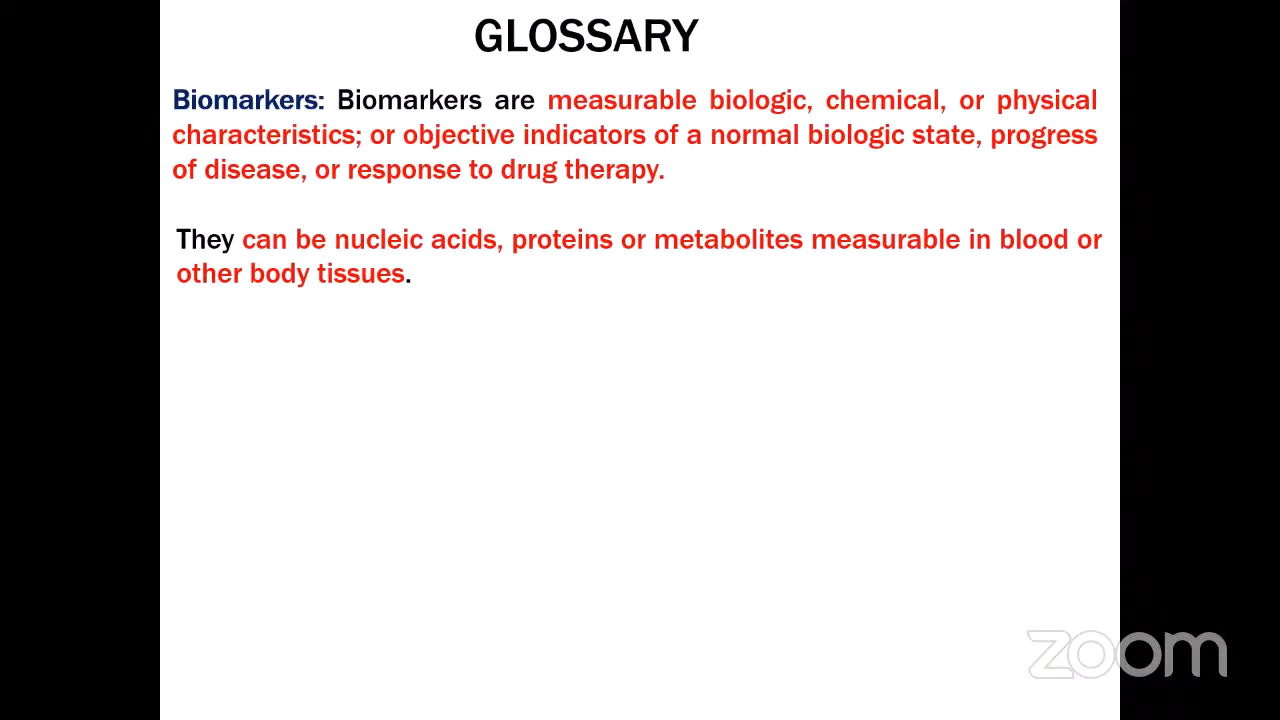 GLOSSARY
Biomarkers: Biomarkers are measurable biologic, chemical, or physical
characteristics; or objective indicators of a normal biologic state, progress
of disease, or response to drug therapy.
They can be nucleic acids, proteins or metabolites measurable in blood or
other body tissues.
zoom